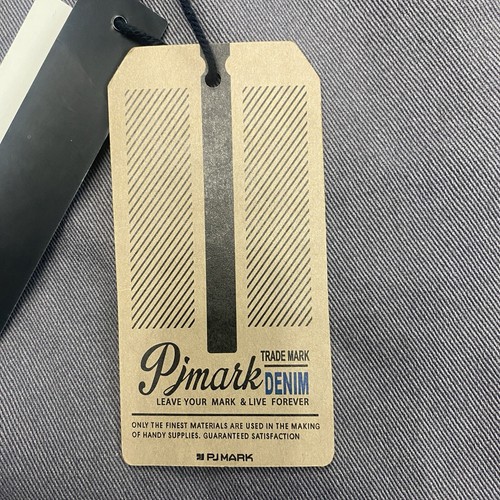 Pjmark
TRADE MARK
DENIM
LEAVE YOUR MARK & LIVE FOREVER
ONLY THE FINEST MATERIALS ARE USED IN THE MAKING
OF HANDY SUPPLIES. GUARANTEED SATISFACTION
PJ MARK